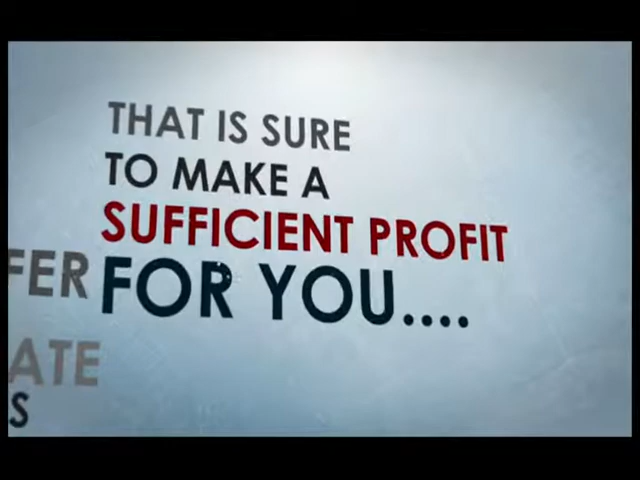 THAT IS SURE
TO MAKE A
SUFFICIENT PROFIT
FOR YOU....
FER
ATE
S